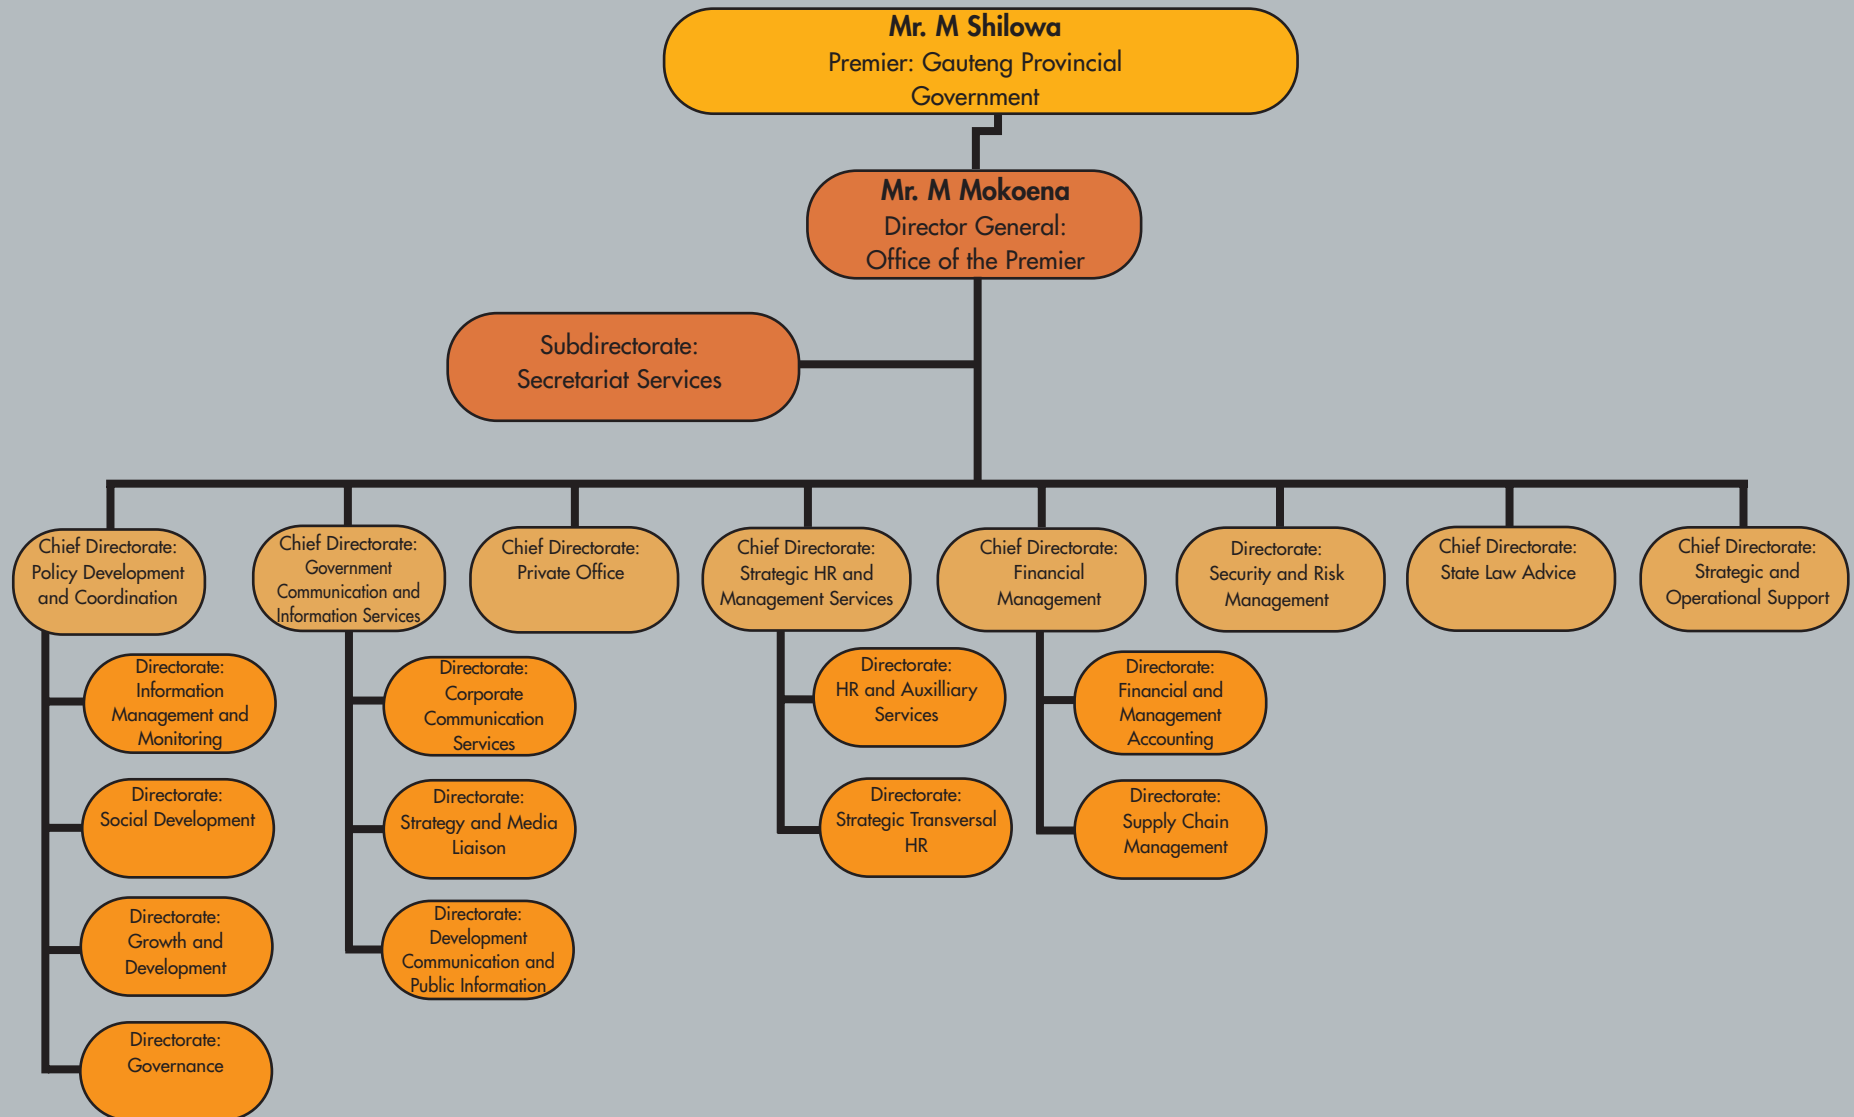 Mr. M Shilowa
Premier: Gauteng Provincial
Government
Mr. M Mokoena
Director General:
Office of the Premier
Subdirectorate:
Secretariat Services
Chief Directorate:
Policy Development
and Coordination
Chief Directorate:
Government
Communication and
Information Services
Chief Directorate:
Private Office
Chief Directorate:
Strategic HR and
Management Services
Chief Directorate:
Financial
Management
Directorate:
Security and Risk
Management
Chief Directorate:
State Law Advice
Chief Directorate:
Strategic and
Operational Support
Directorate:
Information
Management and
Monitoring
Directorate:
Social Development
Directorate:
Growth and
Development
Directorate:
Governance
Directorate:
Corporate
Communication
Services
Directorate:
Strategy and Media
Liaison
Directorate:
Development
Communication and
Public Information
Directorate:
HR and Auxilliary
Services
Directorate:
Strategic Transversal
HR
Directorate:
Financial and
Management
Accounting
Directorate:
Supply Chain
Management